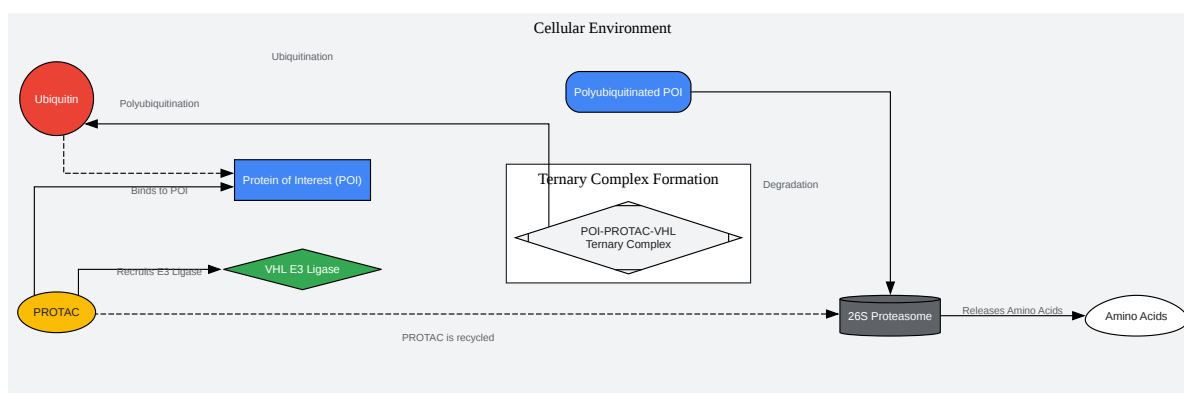 Cellular Environment
Ubiquitination
Ubiquitin
Polyubiquitinated POI
Polyubiquitination
Protein of Interest (POI)
Binds to POI
Ternary Complex Formation
Degradation
POI-PROTAC-VHL
Ternary Complex
Recruits E3 Ligase
VHL E3 Ligase
PROTAC
26S Proteasome
Releases Amino Acids
Amino Acids
PROTAC is recycled